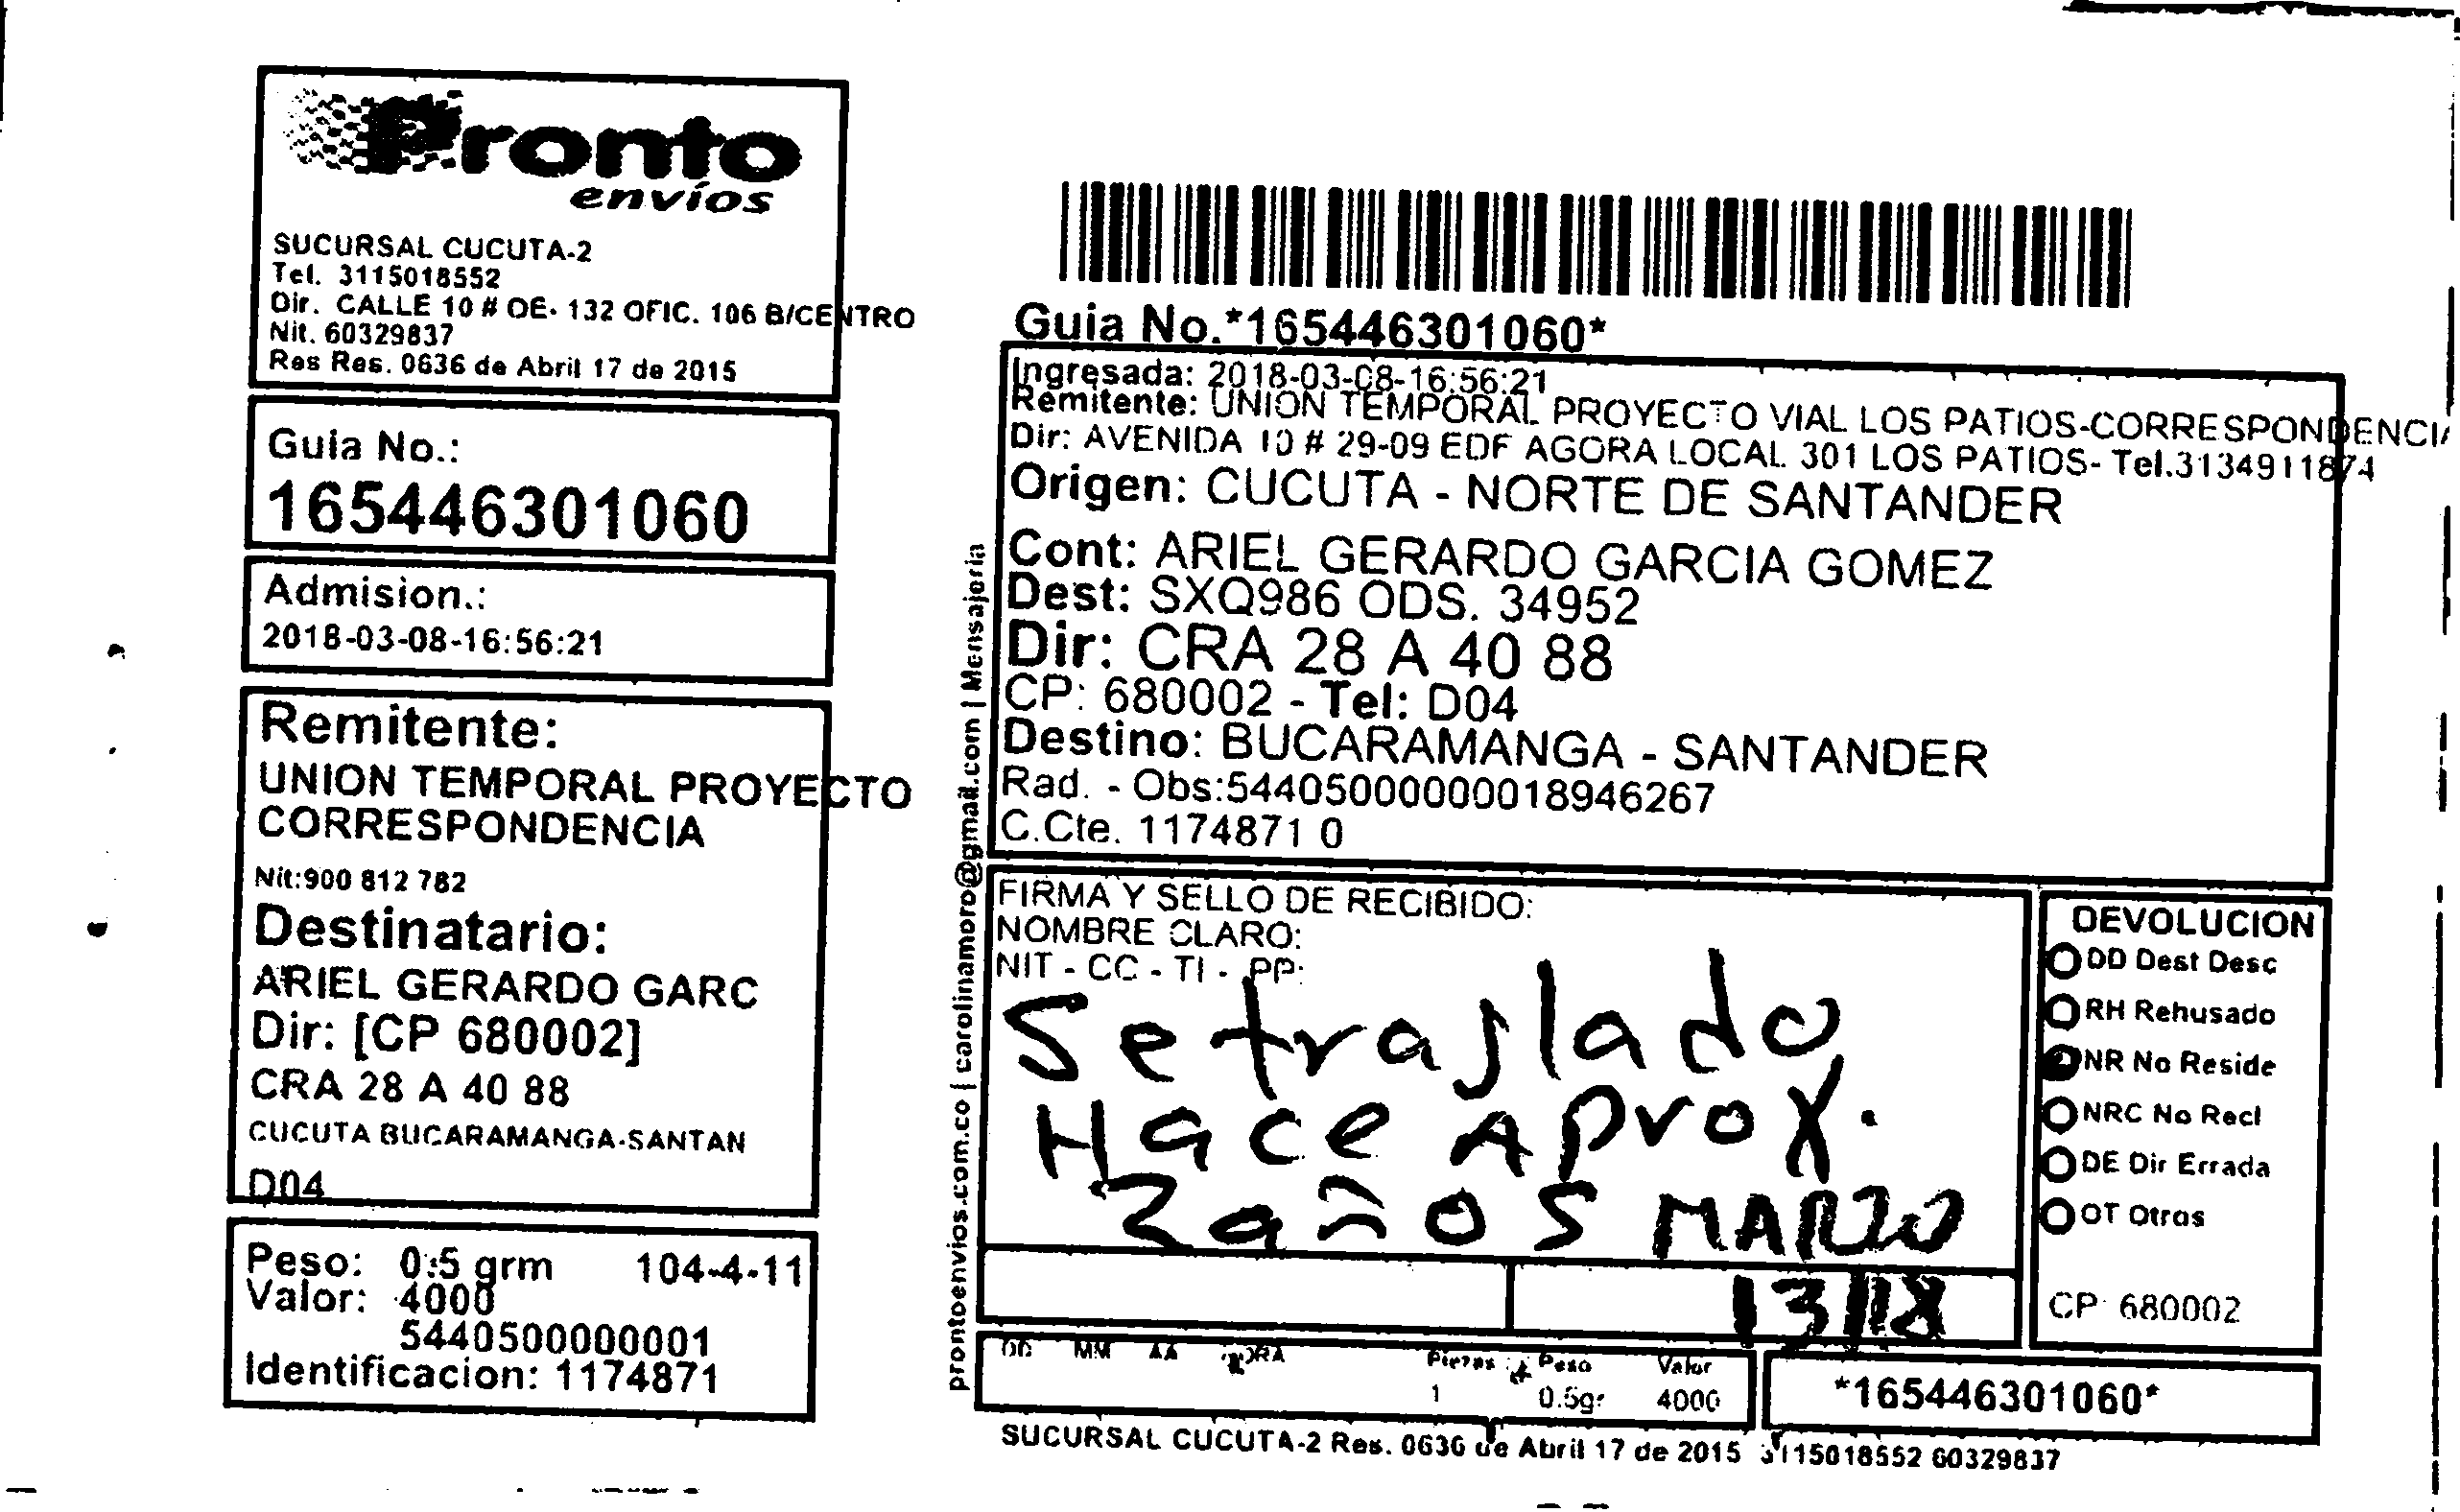 Pronto
envíos
SUCURSAL CUCUTA-2
Tel. 3115018552
Dir. CALLE 10 # OE- 132 OFIC. 106 B/CENTRO
Nit. 60329837
Res Res. 0636 de Abril 17 de 2015
Guia No.:
165446301060
Admision.:
2018-03-08-16:56:21
Remitente:
UNION TEMPORAL PROYECTO
CORRESPONDENCIA
Nit:900 812 782
Destinatario:
ARIEL GERARDO GARC
Dir: [CP 680002]
CRA 28 A 40 88
CUCUTA BUCARAMANGA-SANTAN
D04
Peso: 0.5 grm 104-4-11
Valor: 4000
5440500000001
Identificacion: 1174871
prontoenvios.com.co | carolinamoro@gmail.com | Mensajeria
Guia No.*165446301060*
Ingresada: 2018-03-08-16:56:21
Remitente: UNION TEMPORAL PROYECTO VIAL LOS PATIOS-CORRESPONDENCIA
Dir: AVENIDA 10 # 29-09 EDF AGORA LOCAL 301 LOS PATIOS- Tel.3134911874
Origen: CUCUTA - NORTE DE SANTANDER
Cont: ARIEL GERARDO GARCIA GOMEZ
Dest: SXQ986 ODS. 34952
Dir: CRA 28 A 40 88
CP: 680002 - Tel: D04
Destino: BUCARAMANGA - SANTANDER
Rad. - Obs:544050000000018946267
C.Cte. 1174871 0
FIRMA Y SELLO DE RECIBIDO:
NOMBRE CLARO:
NIT - CC - TI - PP:
Se traslado
Hace Aprox.
2 años MARZO
13/18
DEVOLUCION
DD Dest Desc
RH Rehusado
NR No Reside
NRC No Recl
DE Dir Errada
OT Otros
CP: 680002
DD MM AA HORA
Piezas Peso Valor
1 0.5gr 4000
*165446301060*
SUCURSAL CUCUTA-2 Res. 0636 de Abril 17 de 2015 3115018552 60329837